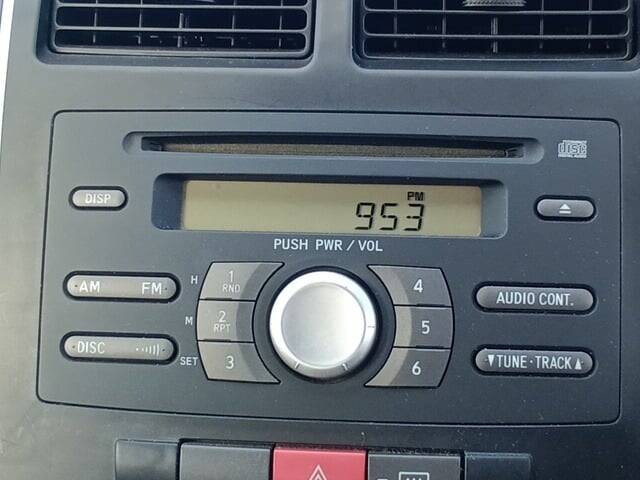 disc
DISP
PM
953
PUSH PWR / VOL
AM FM
H
1
RND
4
AUDIO CONT.
M
2
RPT
5
DISC
SET
3
6
▼TUNE·TRACK▲